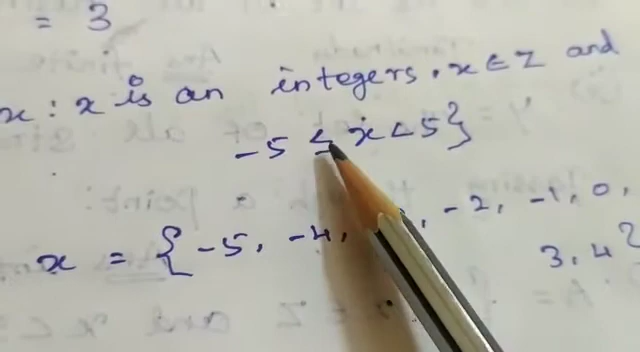 = 3
x : x is an integers, x ∈ Z and
-5 ≤ x < 5}
x = {-5, -4, , -2, -1, 0,
3, 4}